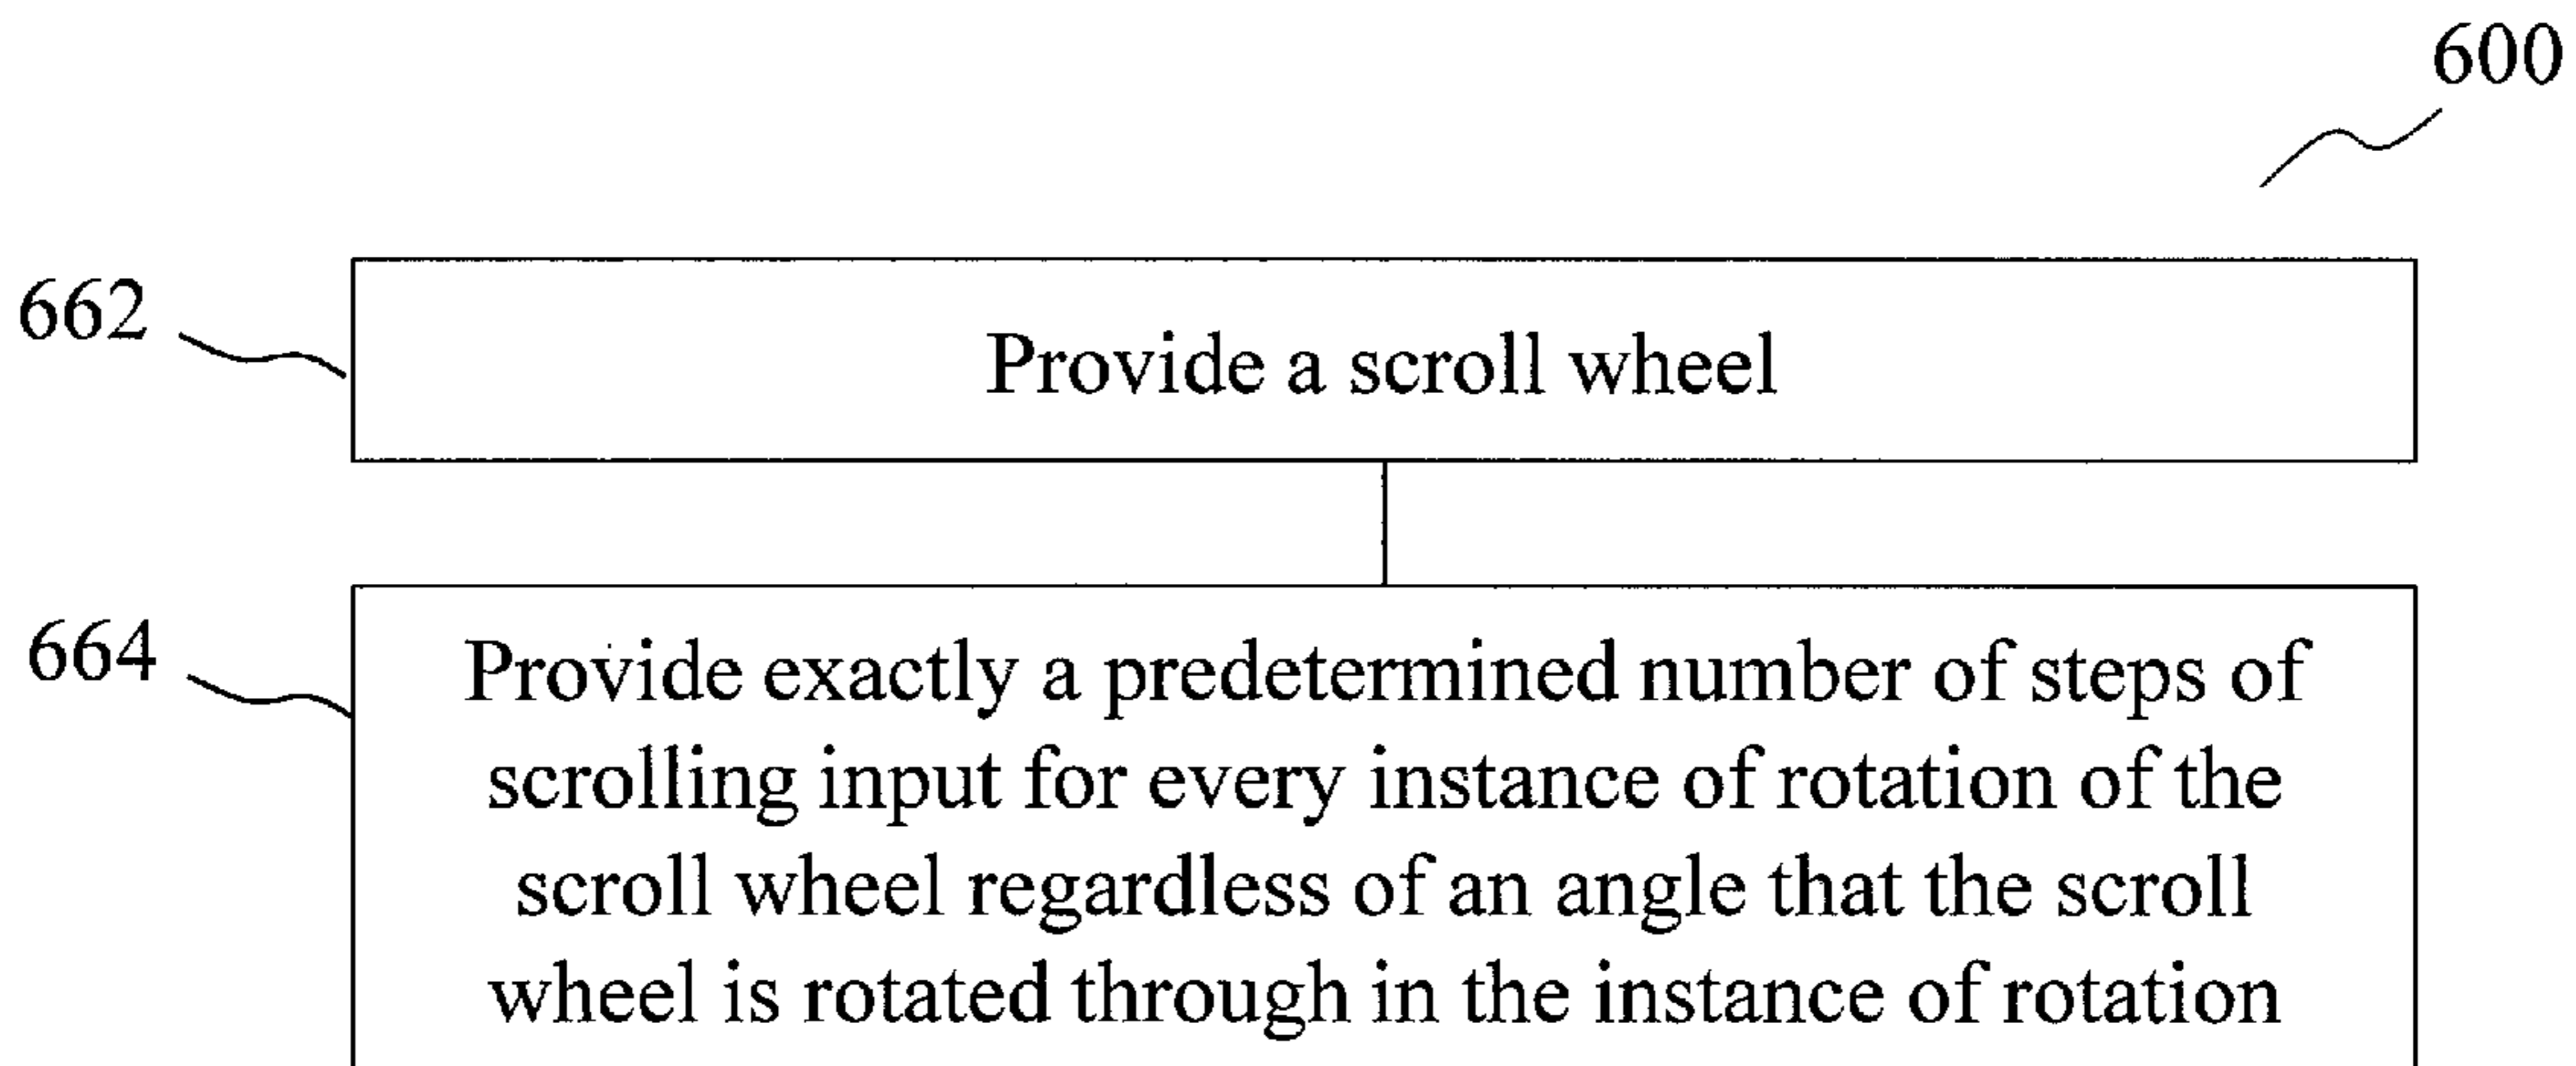 600
662
Provide a scroll wheel
664
Provide exactly a predetermined number of steps of
scrolling input for every instance of rotation of the
scroll wheel regardless of an angle that the scroll
wheel is rotated through in the instance of rotation